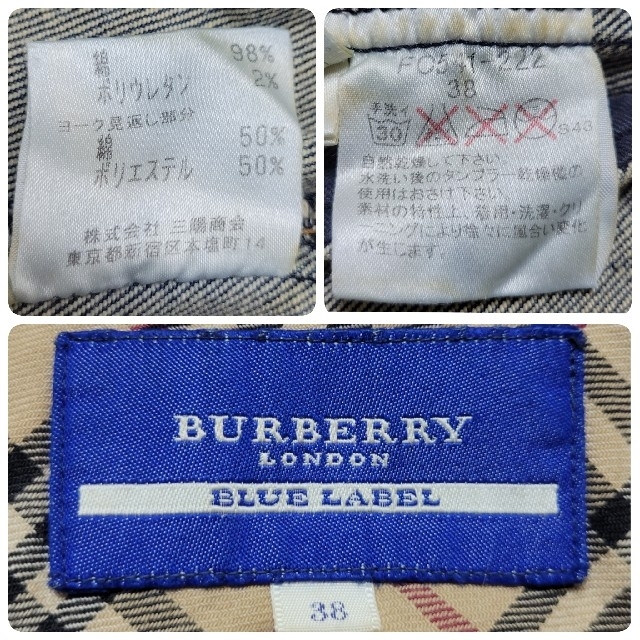 綿 98%
ポリウレタン 2%
ヨーク見返し部分
綿 50%
ポリエステル 50%
株式会社 三陽商会
東京都新宿区本塩町14
FC541-222
38
手洗イ
30
943
自然乾燥して下さい。
水洗い後のタンブラー乾燥機の
使用はおさけ下さい。
素材の特性上、着用・洗濯・クリ
ーニングにより徐々に風合い変化
が生じます。
BURBERRY
LONDON
BLUE LABEL
38